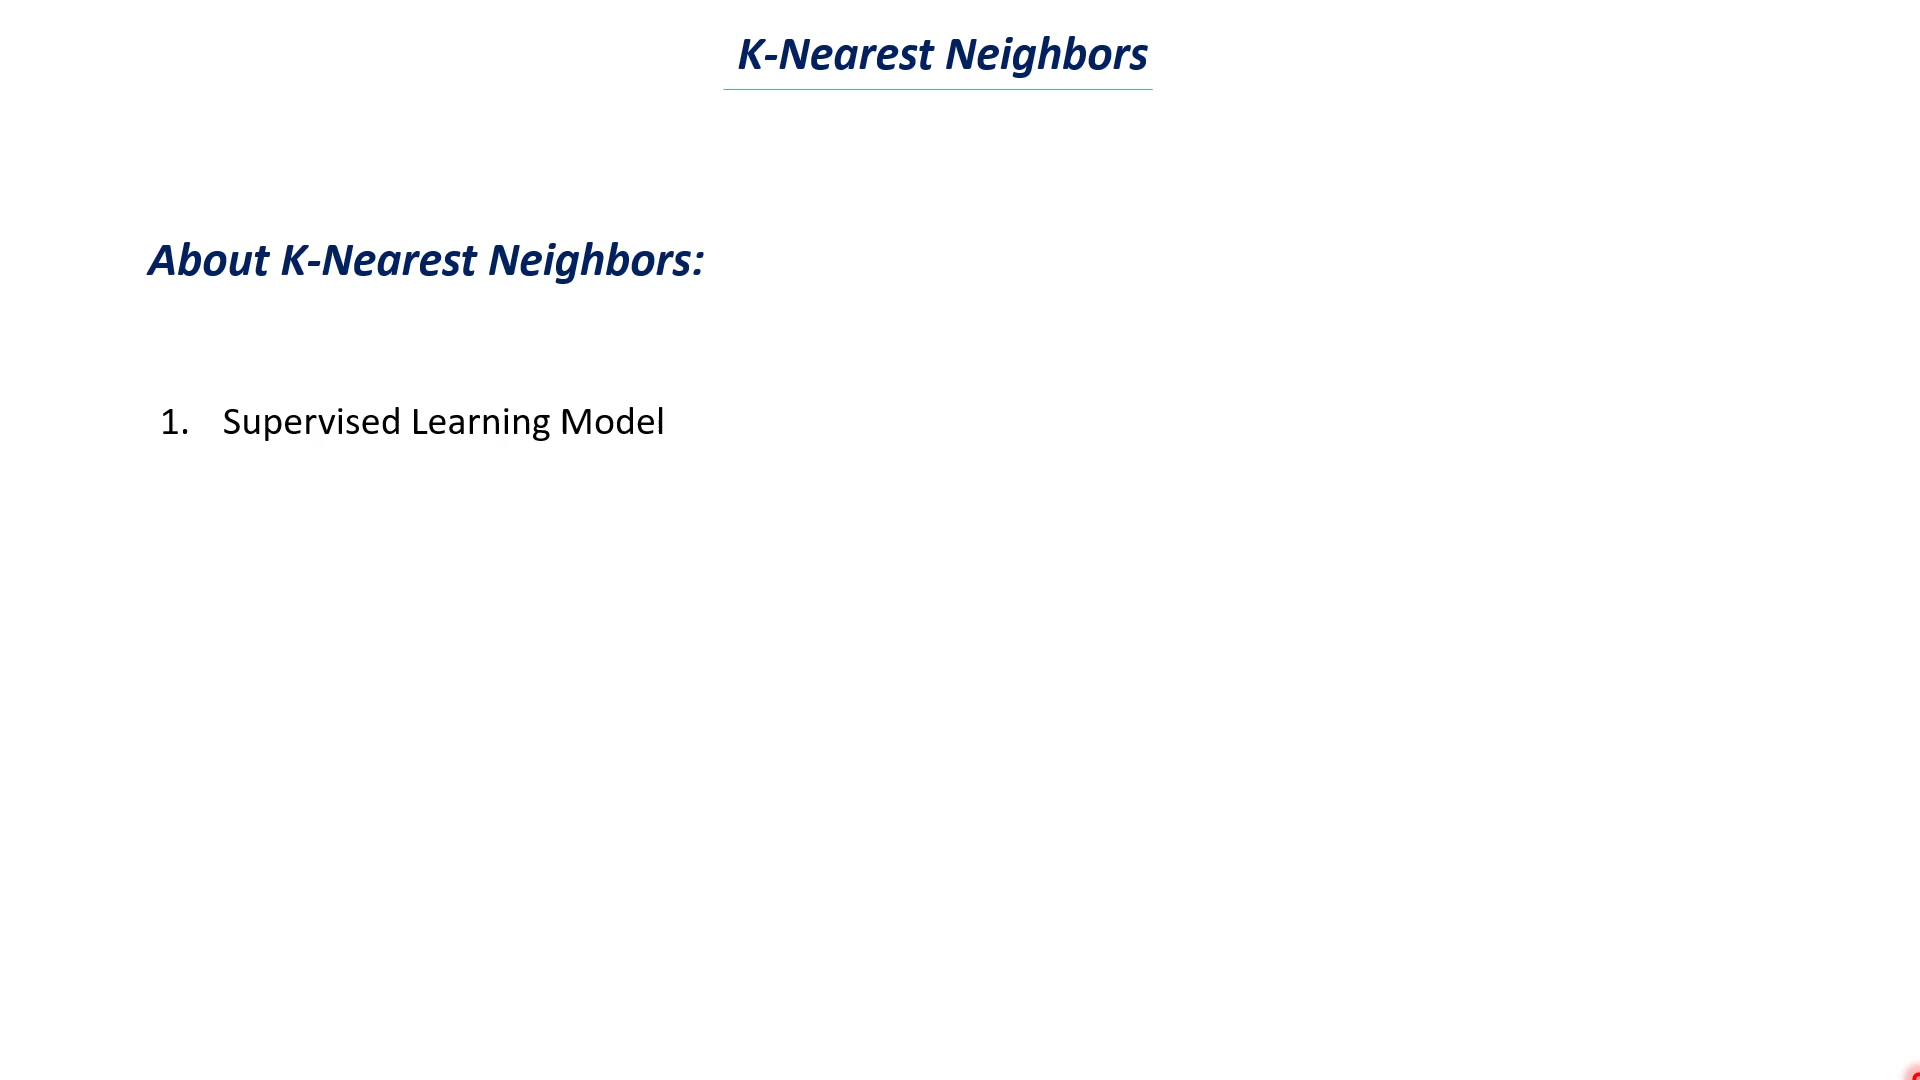 K-Nearest Neighbors
About K-Nearest Neighbors:
1. Supervised Learning Model